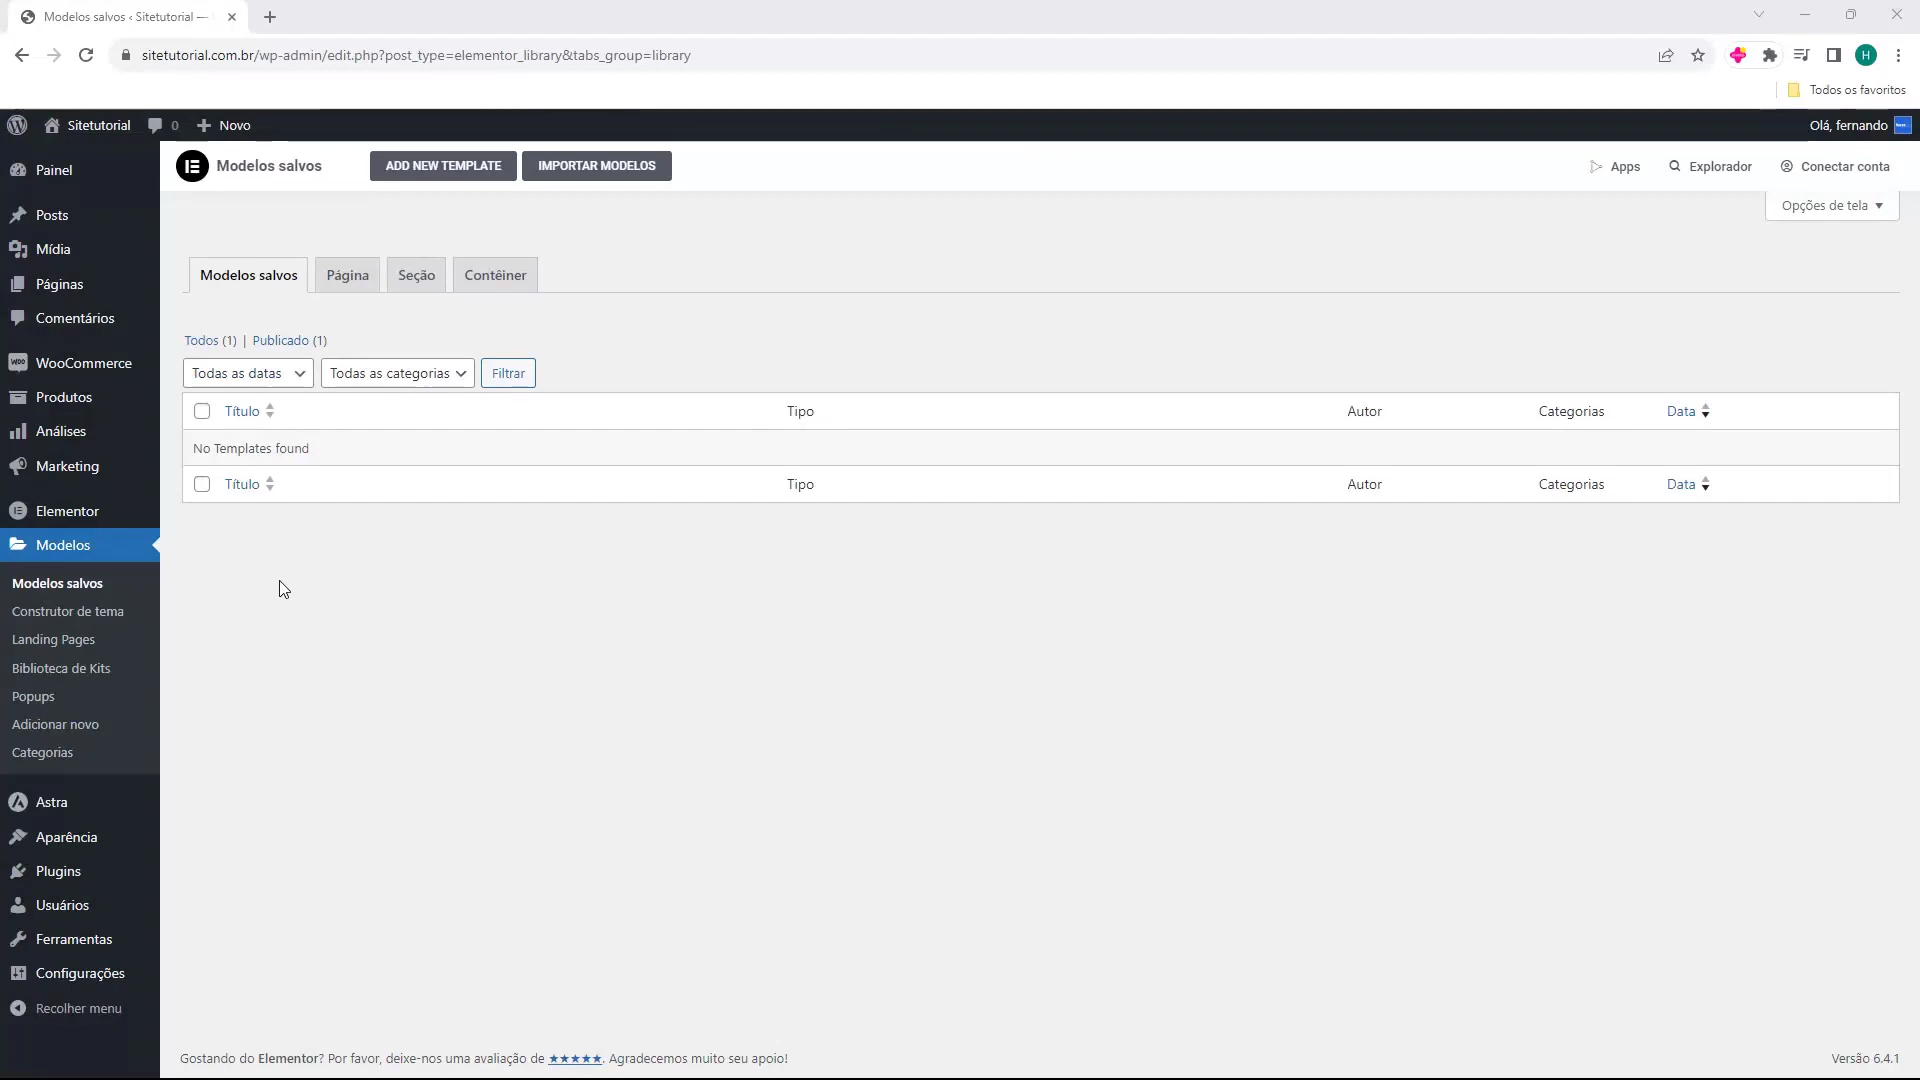 Modelos salvos ‹ Sitetutorial —
sitetutorial.com.br/wp-admin/edit.php?post_type=elementor_library&tabs_group=library
H
Todos os favoritos
Sitetutorial
0
Novo
Olá, fernando
Painel
Posts
Mídia
Páginas
Comentários
WooCommerce
Produtos
Análises
Marketing
Elementor
Modelos
Modelos salvos
Construtor de tema
Landing Pages
Biblioteca de Kits
Popups
Adicionar novo
Categorias
Astra
Aparência
Plugins
Usuários
Ferramentas
Configurações
Recolher menu
Modelos salvos
ADD NEW TEMPLATE
IMPORTAR MODELOS
Apps
Explorador
Conectar conta
Opções de tela
Modelos salvos
Página
Seção
Contêiner
Todos (1) | Publicado (1)
Todas as datas
Todas as categorias
Filtrar
Título
Tipo
Autor
Categorias
Data
No Templates found
Título
Tipo
Autor
Categorias
Data
Gostando do Elementor? Por favor, deixe-nos uma avaliação de ★★★★★. Agradecemos muito seu apoio!
Versão 6.4.1